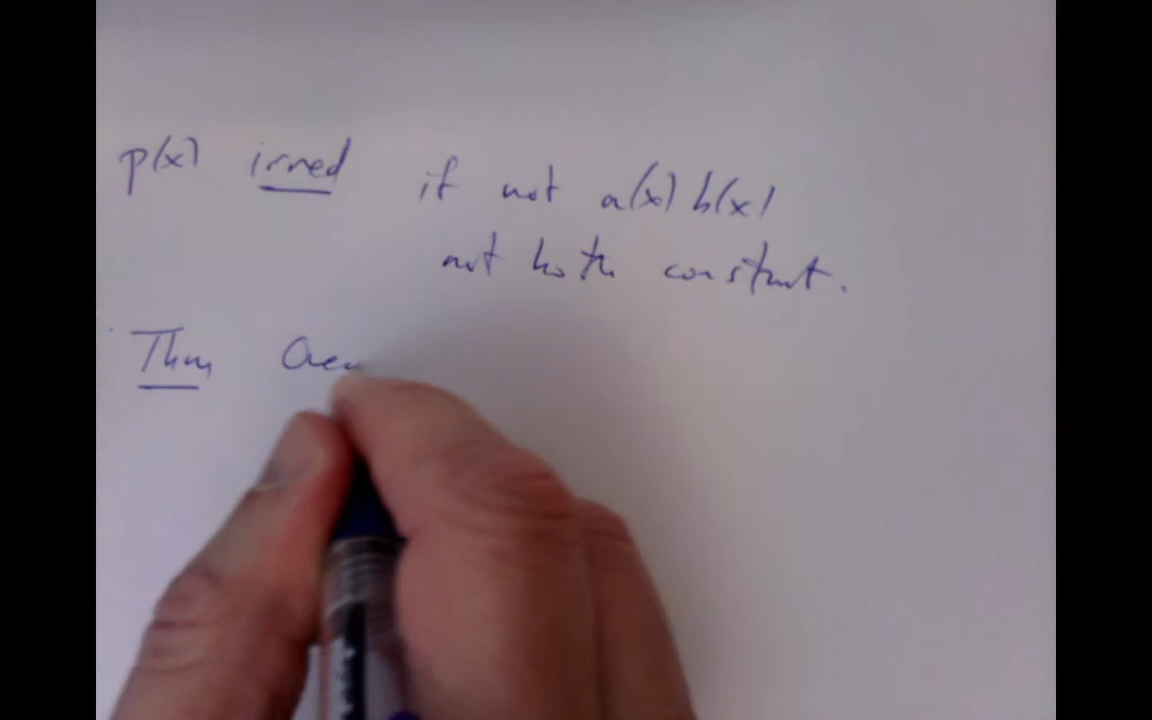 p(x) irred if not a(x) b(x)
not both constant.
Thm